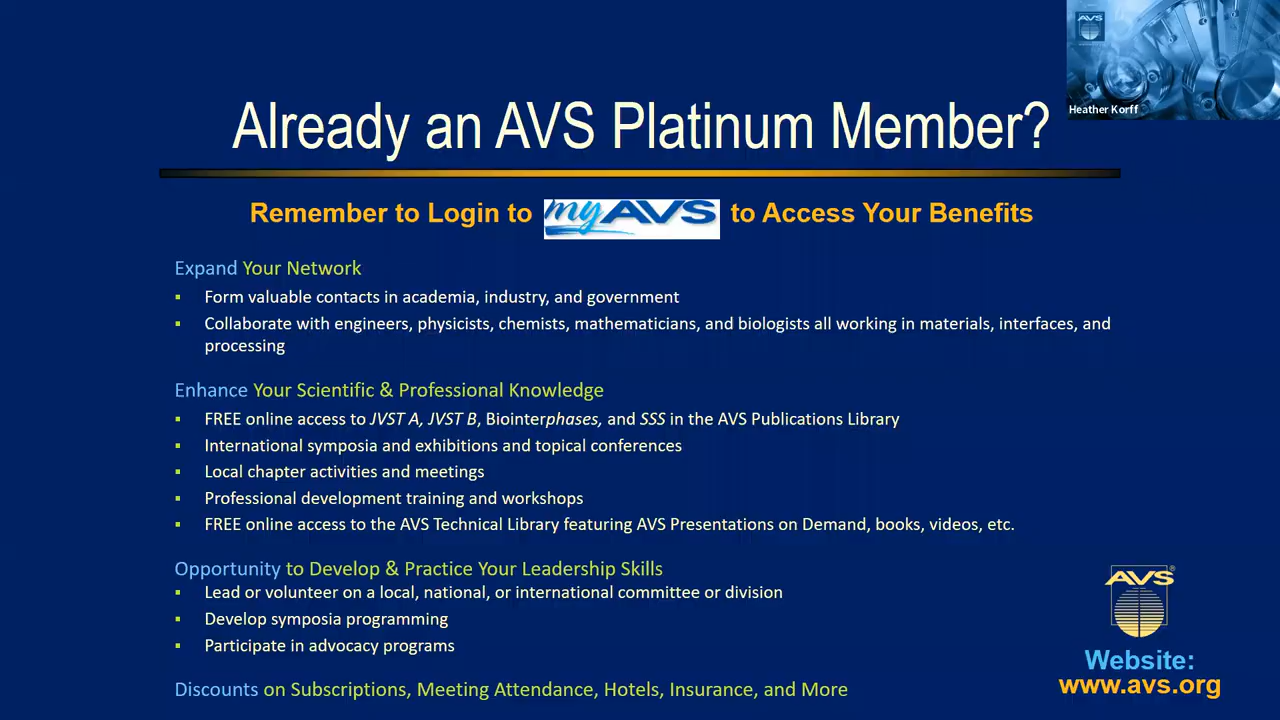 AVS
Heather Korff
Already an AVS Platinum Member?
Remember to Login to myAVS to Access Your Benefits
Expand Your Network
▪ Form valuable contacts in academia, industry, and government
▪ Collaborate with engineers, physicists, chemists, mathematicians, and biologists all working in materials, interfaces, and
processing
Enhance Your Scientific & Professional Knowledge
▪ FREE online access to JVST A, JVST B, Biointerphases, and SSS in the AVS Publications Library
▪ International symposia and exhibitions and topical conferences
▪ Local chapter activities and meetings
▪ Professional development training and workshops
▪ FREE online access to the AVS Technical Library featuring AVS Presentations on Demand, books, videos, etc.
Opportunity to Develop & Practice Your Leadership Skills
▪ Lead or volunteer on a local, national, or international committee or division
▪ Develop symposia programming
▪ Participate in advocacy programs
Discounts on Subscriptions, Meeting Attendance, Hotels, Insurance, and More
AVS®
Website:
www.avs.org